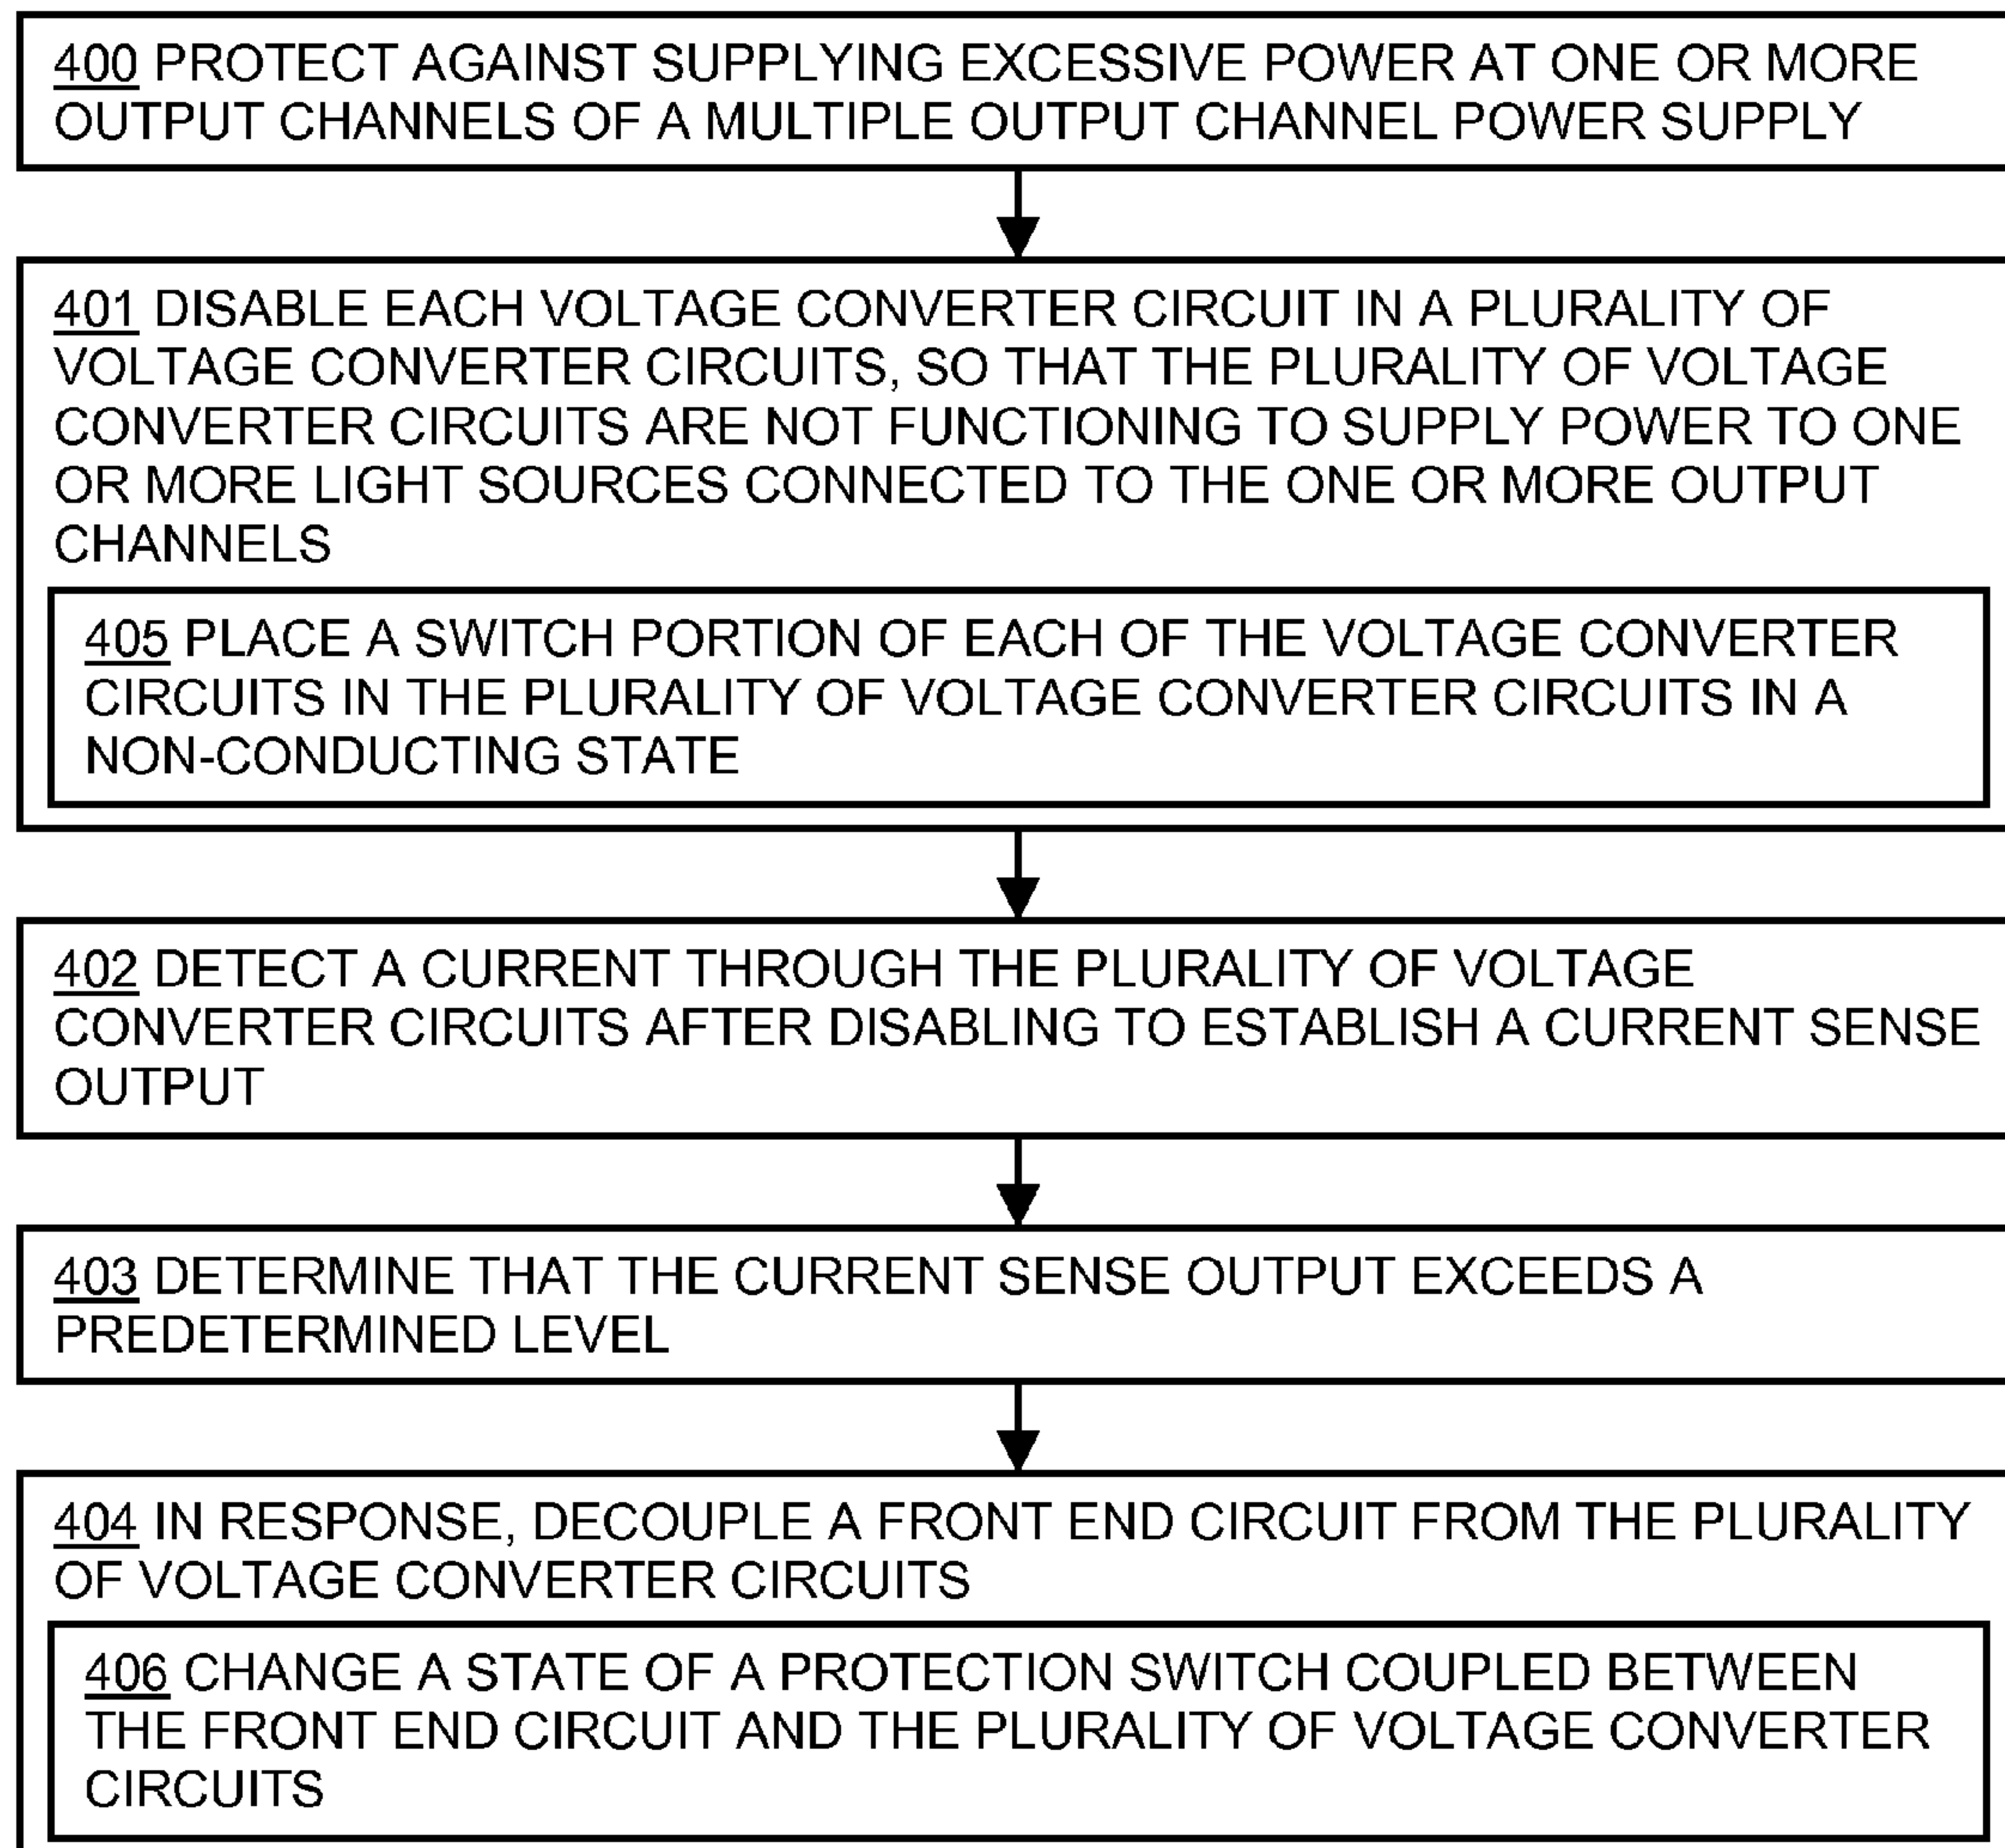 400 PROTECT AGAINST SUPPLYING EXCESSIVE POWER AT ONE OR MORE
OUTPUT CHANNELS OF A MULTIPLE OUTPUT CHANNEL POWER SUPPLY
401 DISABLE EACH VOLTAGE CONVERTER CIRCUIT IN A PLURALITY OF
VOLTAGE CONVERTER CIRCUITS, SO THAT THE PLURALITY OF VOLTAGE
CONVERTER CIRCUITS ARE NOT FUNCTIONING TO SUPPLY POWER TO ONE
OR MORE LIGHT SOURCES CONNECTED TO THE ONE OR MORE OUTPUT
CHANNELS
405 PLACE A SWITCH PORTION OF EACH OF THE VOLTAGE CONVERTER
CIRCUITS IN THE PLURALITY OF VOLTAGE CONVERTER CIRCUITS IN A
NON-CONDUCTING STATE
402 DETECT A CURRENT THROUGH THE PLURALITY OF VOLTAGE
CONVERTER CIRCUITS AFTER DISABLING TO ESTABLISH A CURRENT SENSE
OUTPUT
403 DETERMINE THAT THE CURRENT SENSE OUTPUT EXCEEDS A
PREDETERMINED LEVEL
404 IN RESPONSE, DECOUPLE A FRONT END CIRCUIT FROM THE PLURALITY
OF VOLTAGE CONVERTER CIRCUITS
406 CHANGE A STATE OF A PROTECTION SWITCH COUPLED BETWEEN
THE FRONT END CIRCUIT AND THE PLURALITY OF VOLTAGE CONVERTER
CIRCUITS